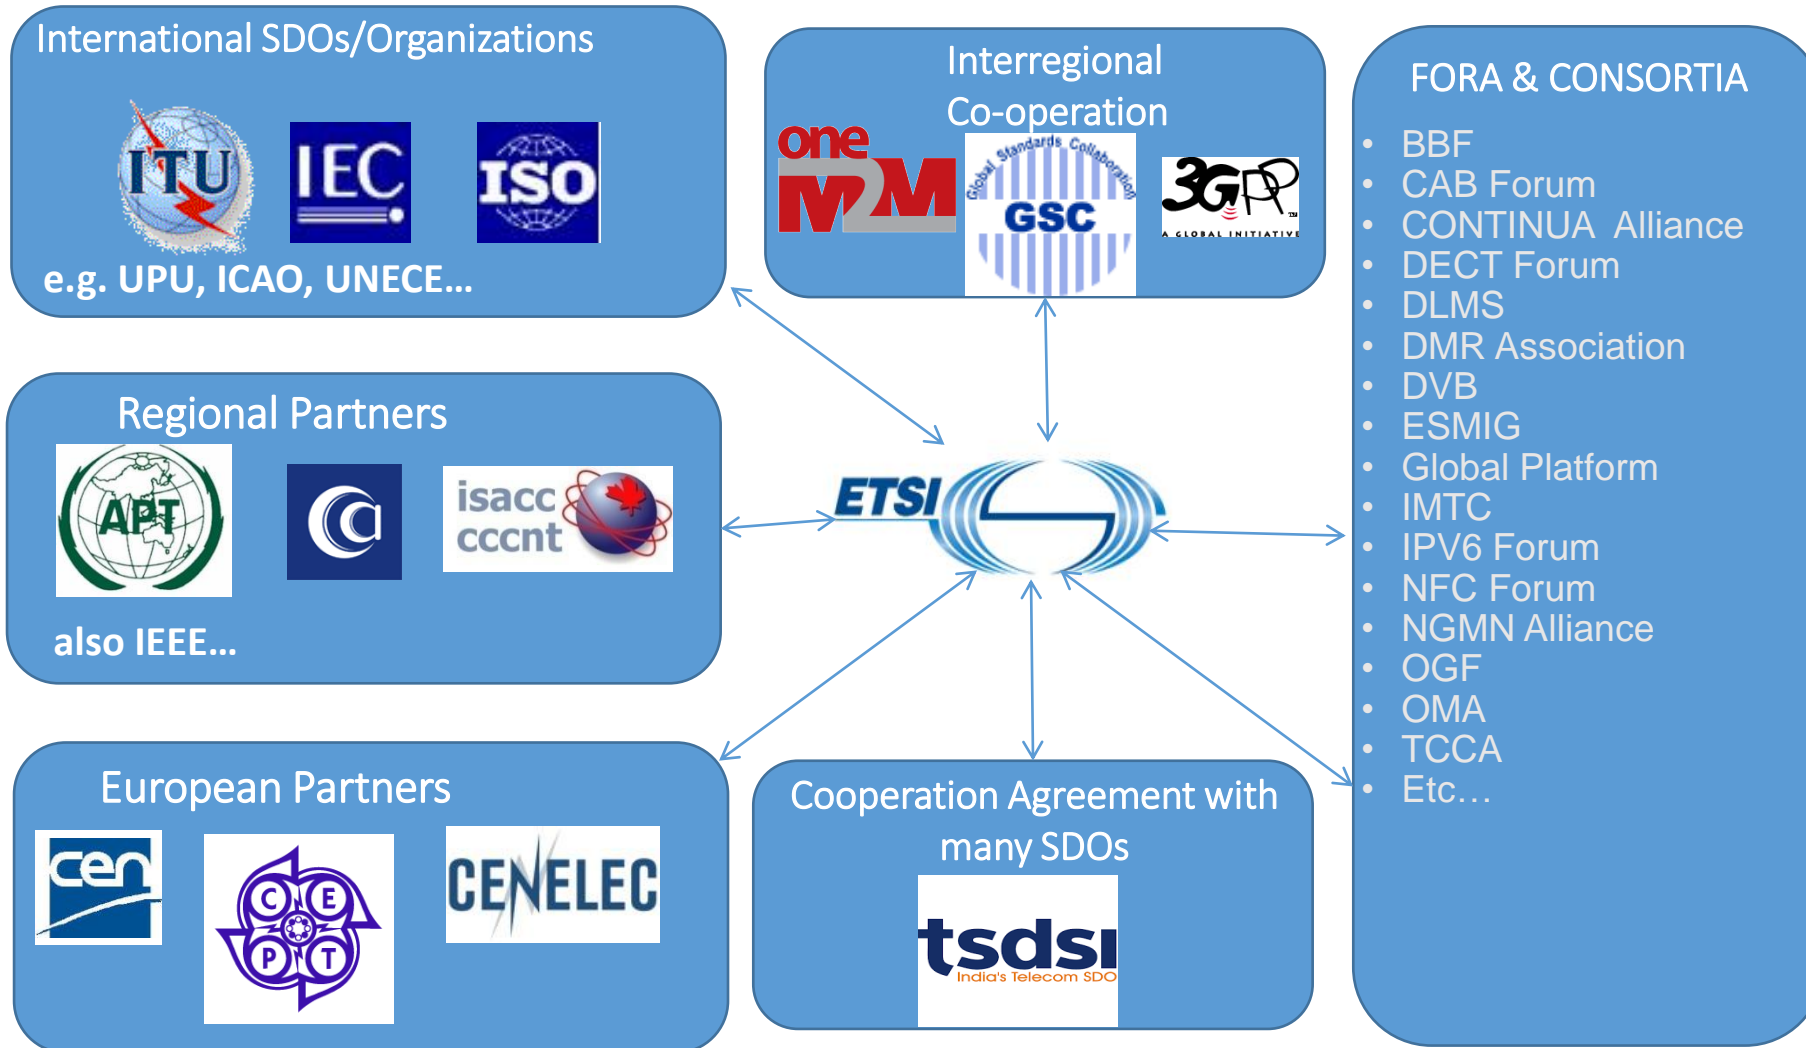 International SDOs/Organizations
ITU
IEC
ISO
e.g. UPU, ICAO, UNECE...
Interregional
Co-operation
one
M2M
Global Standards Collaboration
GSC
3GPP
TM
A GLOBAL INITIATIVE
Regional Partners
APT
isacc
cccnt
also IEEE...
ETSI
European Partners
cen
C E
P T
CENELEC
Cooperation Agreement with
many SDOs
tsdsi
India's Telecom SDO
FORA & CONSORTIA
• BBF
• CAB Forum
• CONTINUA Alliance
• DECT Forum
• DLMS
• DMR Association
• DVB
• ESMIG
• Global Platform
• IMTC
• IPV6 Forum
• NFC Forum
• NGMN Alliance
• OGF
• OMA
• TCCA
• Etc...